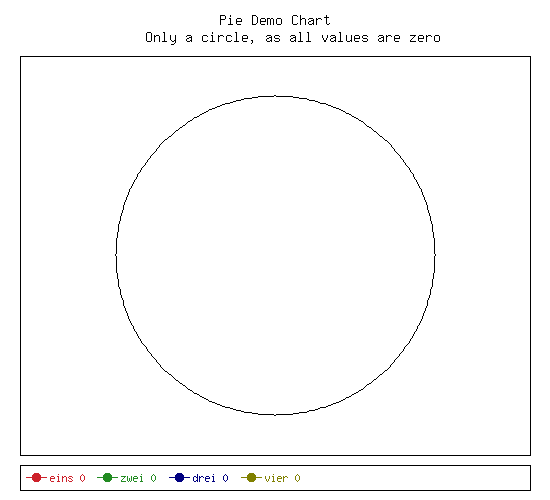 Pie Demo Chart
Only a circle, as all values are zero
eins 0 zwei 0 drei 0 vier 0